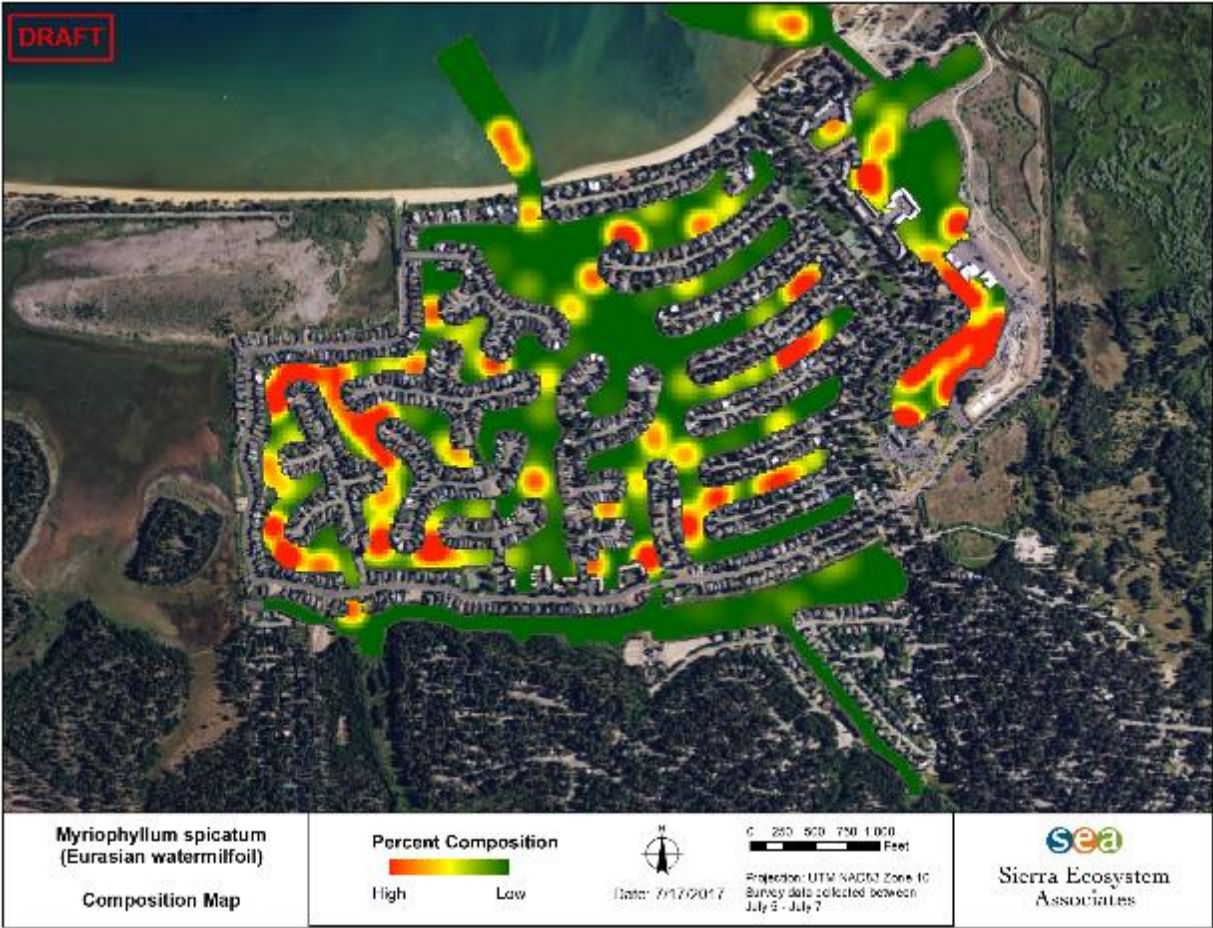 DRAFT
Myriophyllum spicatum
(Eurasian watermilfoil)
Composition Map
Percent Composition
High Low
N
Date: 7/17/2017
0 250 500 750 1,000
Feet
Projection: UTM NAD83 Zone 10
Survey data collected between
July 5 - July 7
sea
Sierra Ecosystem
Associates